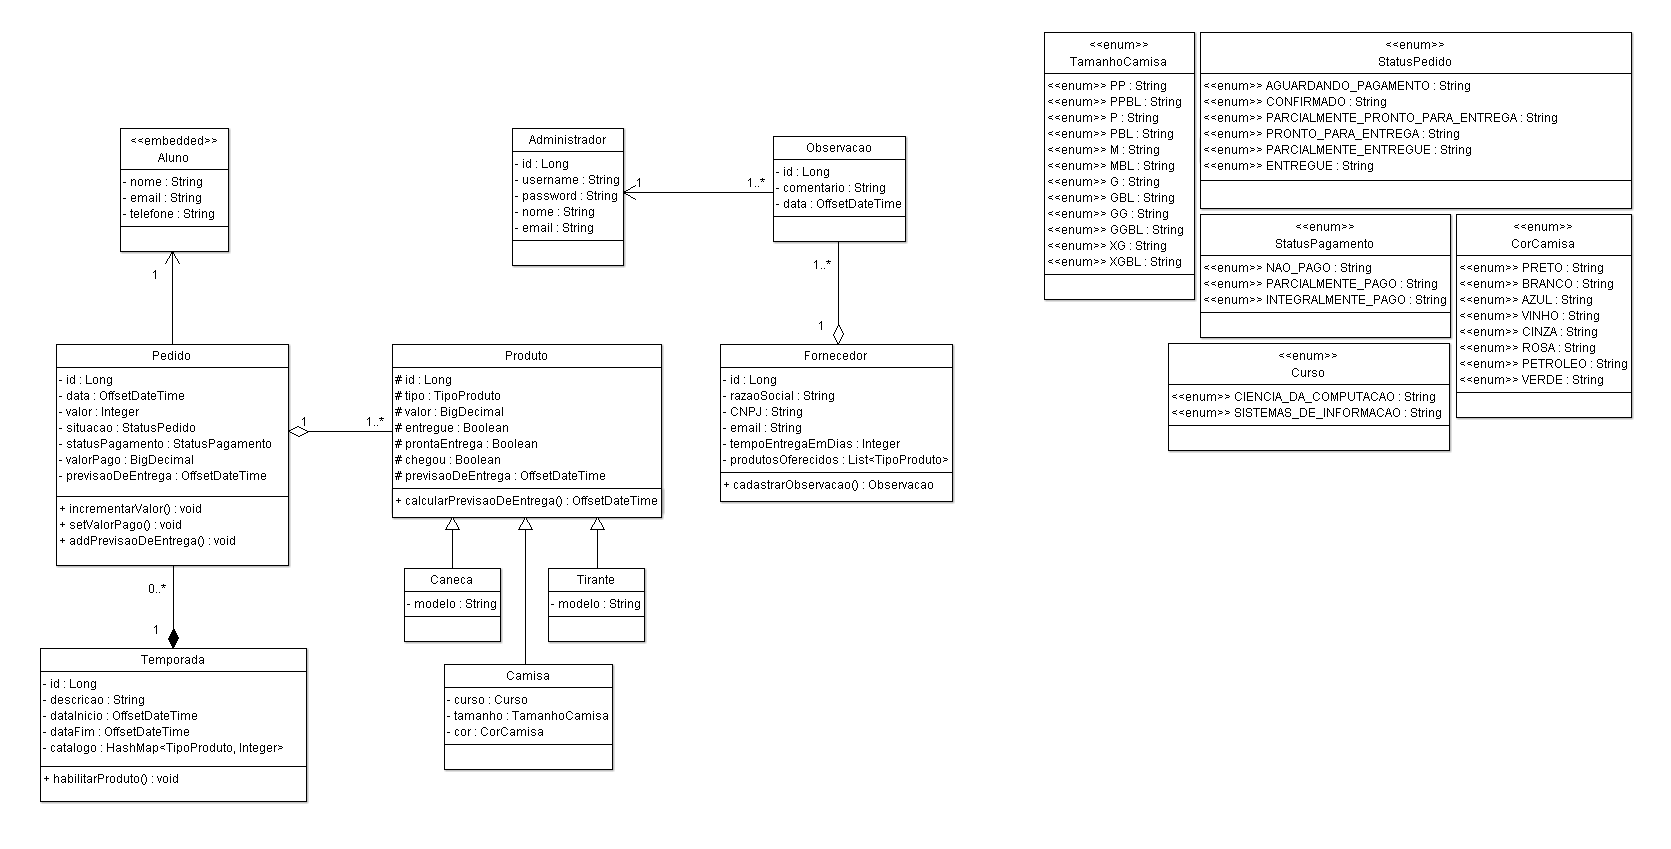 <<embedded>>
Aluno
- nome : String
- email : String
- telefone : String
1
Administrador
- id : Long
- username : String
- password : String
- nome : String
- email : String
1
1..*
Observacao
- id : Long
- comentario : String
- data : OffsetDateTime
1..*
1
Pedido
- id : Long
- data : OffsetDateTime
- valor : Integer
- situacao : StatusPedido
- statusPagamento : StatusPagamento
- valorPago : BigDecimal
- previsaoDeEntrega : OffsetDateTime
+ incrementarValor() : void
+ setValorPago() : void
+ addPrevisaoDeEntrega() : void
1
1..*
Produto
# id : Long
# tipo : TipoProduto
# valor : BigDecimal
# entregue : Boolean
# prontaEntrega : Boolean
# chegou : Boolean
# previsaoDeEntrega : OffsetDateTime
+ calcularPrevisaoDeEntrega() : OffsetDateTime
Fornecedor
- id : Long
- razaoSocial : String
- CNPJ : String
- email : String
- tempoEntregaEmDias : Integer
- produtosOferecidos : List<TipoProduto>
+ cadastrarObservacao() : Observacao
Caneca
- modelo : String
Tirante
- modelo : String
Camisa
- curso : Curso
- tamanho : TamanhoCamisa
- cor : CorCamisa
0..*
1
Temporada
- id : Long
- descricao : String
- dataInicio : OffsetDateTime
- dataFim : OffsetDateTime
- catalogo : HashMap<TipoProduto, Integer>
+ habilitarProduto() : void
<<enum>>
TamanhoCamisa
<<enum>> PP : String
<<enum>> PPBL : String
<<enum>> P : String
<<enum>> PBL : String
<<enum>> M : String
<<enum>> MBL : String
<<enum>> G : String
<<enum>> GBL : String
<<enum>> GG : String
<<enum>> GGBL : String
<<enum>> XG : String
<<enum>> XGBL : String
<<enum>>
StatusPedido
<<enum>> AGUARDANDO_PAGAMENTO : String
<<enum>> CONFIRMADO : String
<<enum>> PARCIALMENTE_PRONTO_PARA_ENTREGA : String
<<enum>> PRONTO_PARA_ENTREGA : String
<<enum>> PARCIALMENTE_ENTREGUE : String
<<enum>> ENTREGUE : String
<<enum>>
StatusPagamento
<<enum>> NAO_PAGO : String
<<enum>> PARCIALMENTE_PAGO : String
<<enum>> INTEGRALMENTE_PAGO : String
<<enum>>
CorCamisa
<<enum>> PRETO : String
<<enum>> BRANCO : String
<<enum>> AZUL : String
<<enum>> VINHO : String
<<enum>> CINZA : String
<<enum>> ROSA : String
<<enum>> PETROLEO : String
<<enum>> VERDE : String
<<enum>>
Curso
<<enum>> CIENCIA_DA_COMPUTACAO : String
<<enum>> SISTEMAS_DE_INFORMACAO : String